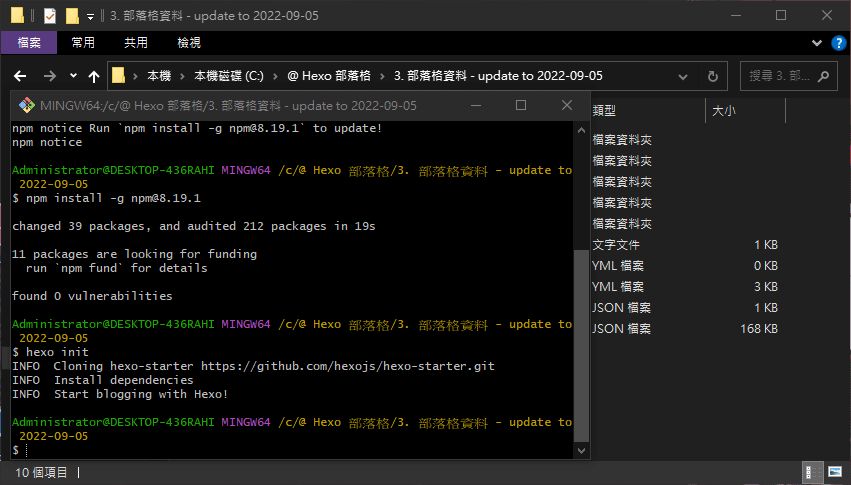 3. 部落格資料 - update to 2022-09-05
檔案 常用 共用 檢視
本機 › 本機磁碟 (C:) › @ Hexo 部落格 › 3. 部落格資料 - update to 2022-09-05 搜尋 3. 部...
MINGW64:/c/@ Hexo 部落格/3. 部落格資料 - update to 2022-09-05
npm notice Run `npm install -g npm@8.19.1` to update!
npm notice
Administrator@DESKTOP-436RAHI MINGW64 /c/@ Hexo 部落格/3. 部落格資料 - update to
2022-09-05
$ npm install -g npm@8.19.1
changed 39 packages, and audited 212 packages in 19s
11 packages are looking for funding
run `npm fund` for details
found 0 vulnerabilities
Administrator@DESKTOP-436RAHI MINGW64 /c/@ Hexo 部落格/3. 部落格資料 - update to
2022-09-05
$ hexo init
INFO  Cloning hexo-starter https://github.com/hexojs/hexo-starter.git
INFO  Install dependencies
INFO  Start blogging with Hexo!
Administrator@DESKTOP-436RAHI MINGW64 /c/@ Hexo 部落格/3. 部落格資料 - update to
2022-09-05
$
類型 大小
檔案資料夾
檔案資料夾
檔案資料夾
檔案資料夾
檔案資料夾
文字文件 1 KB
YML 檔案 0 KB
YML 檔案 3 KB
JSON 檔案 1 KB
JSON 檔案 168 KB
10 個項目